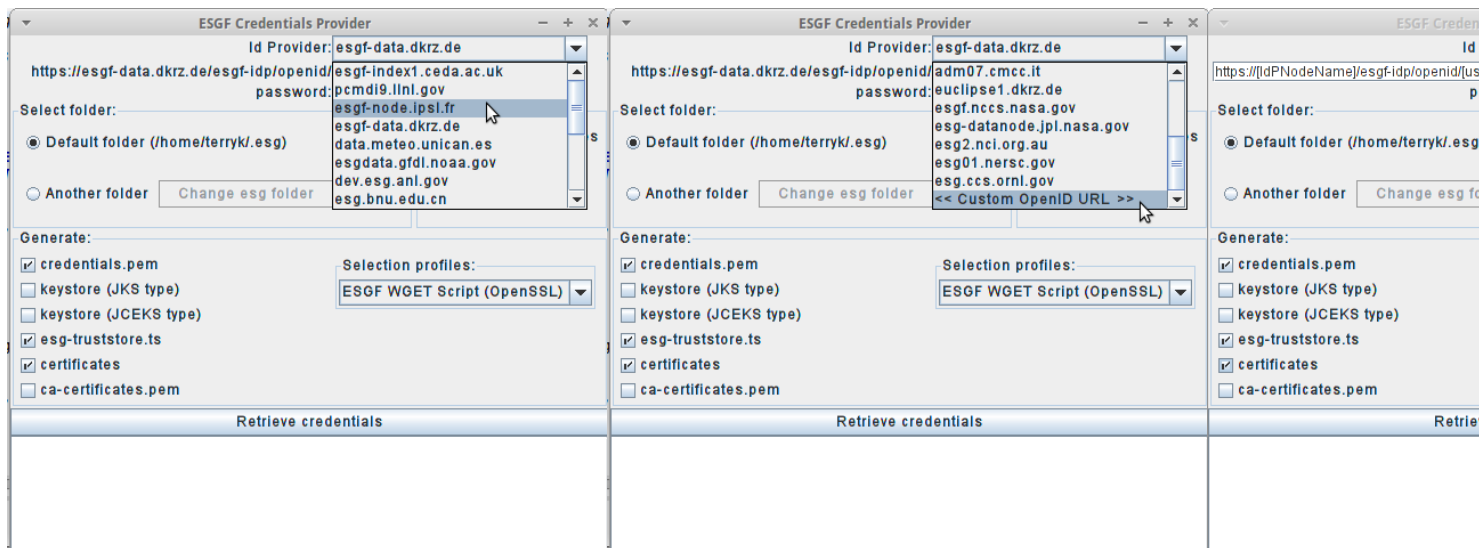 ESGF Credentials Provider
Id Provider: esgf-data.dkrz.de
https://esgf-data.dkrz.de/esgf-idp/openid/
password:
esgf-index1.ceda.ac.uk
pcmdi9.llnl.gov
esgf-node.ipsl.fr
esgf-data.dkrz.de
data.meteo.unican.es
esgdata.gfdl.noaa.gov
dev.esg.anl.gov
esg.bnu.edu.cn
Select folder:
Default folder (/home/terryk/.esg)
Another folder
Change esg folder
Generate:
credentials.pem
keystore (JKS type)
keystore (JCEKS type)
esg-truststore.ts
certificates
ca-certificates.pem
Selection profiles:
ESGF WGET Script (OpenSSL)
Retrieve credentials
ESGF Credentials Provider
Id Provider: esgf-data.dkrz.de
https://esgf-data.dkrz.de/esgf-idp/openid/
password:
adm07.cmcc.it
euclipse1.dkrz.de
esgf.nccs.nasa.gov
esg-datanode.jpl.nasa.gov
esg2.nci.org.au
esg01.nersc.gov
esg.ccs.ornl.gov
<< Custom OpenID URL >>
Select folder:
Default folder (/home/terryk/.esg)
Another folder
Change esg folder
Generate:
credentials.pem
keystore (JKS type)
keystore (JCEKS type)
esg-truststore.ts
certificates
ca-certificates.pem
Selection profiles:
ESGF WGET Script (OpenSSL)
Retrieve credentials
ESGF Creden
Id
https://[IdPNodeName]/esgf-idp/openid/[us
p
Select folder:
Default folder (/home/terryk/.esg
Another folder
Change esg fo
Generate:
credentials.pem
keystore (JKS type)
keystore (JCEKS type)
esg-truststore.ts
certificates
ca-certificates.pem
Retrie